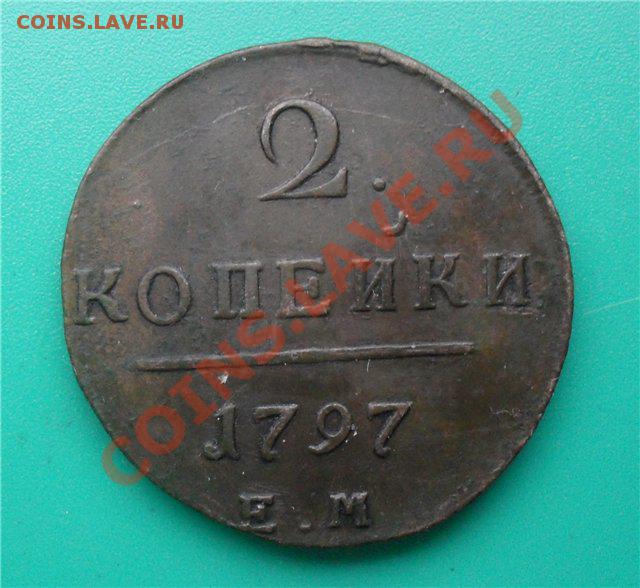 COINS.LAVE.RU
2.
КОПЕЙКИ
1797
Е.М
COINS.LAVE.RU